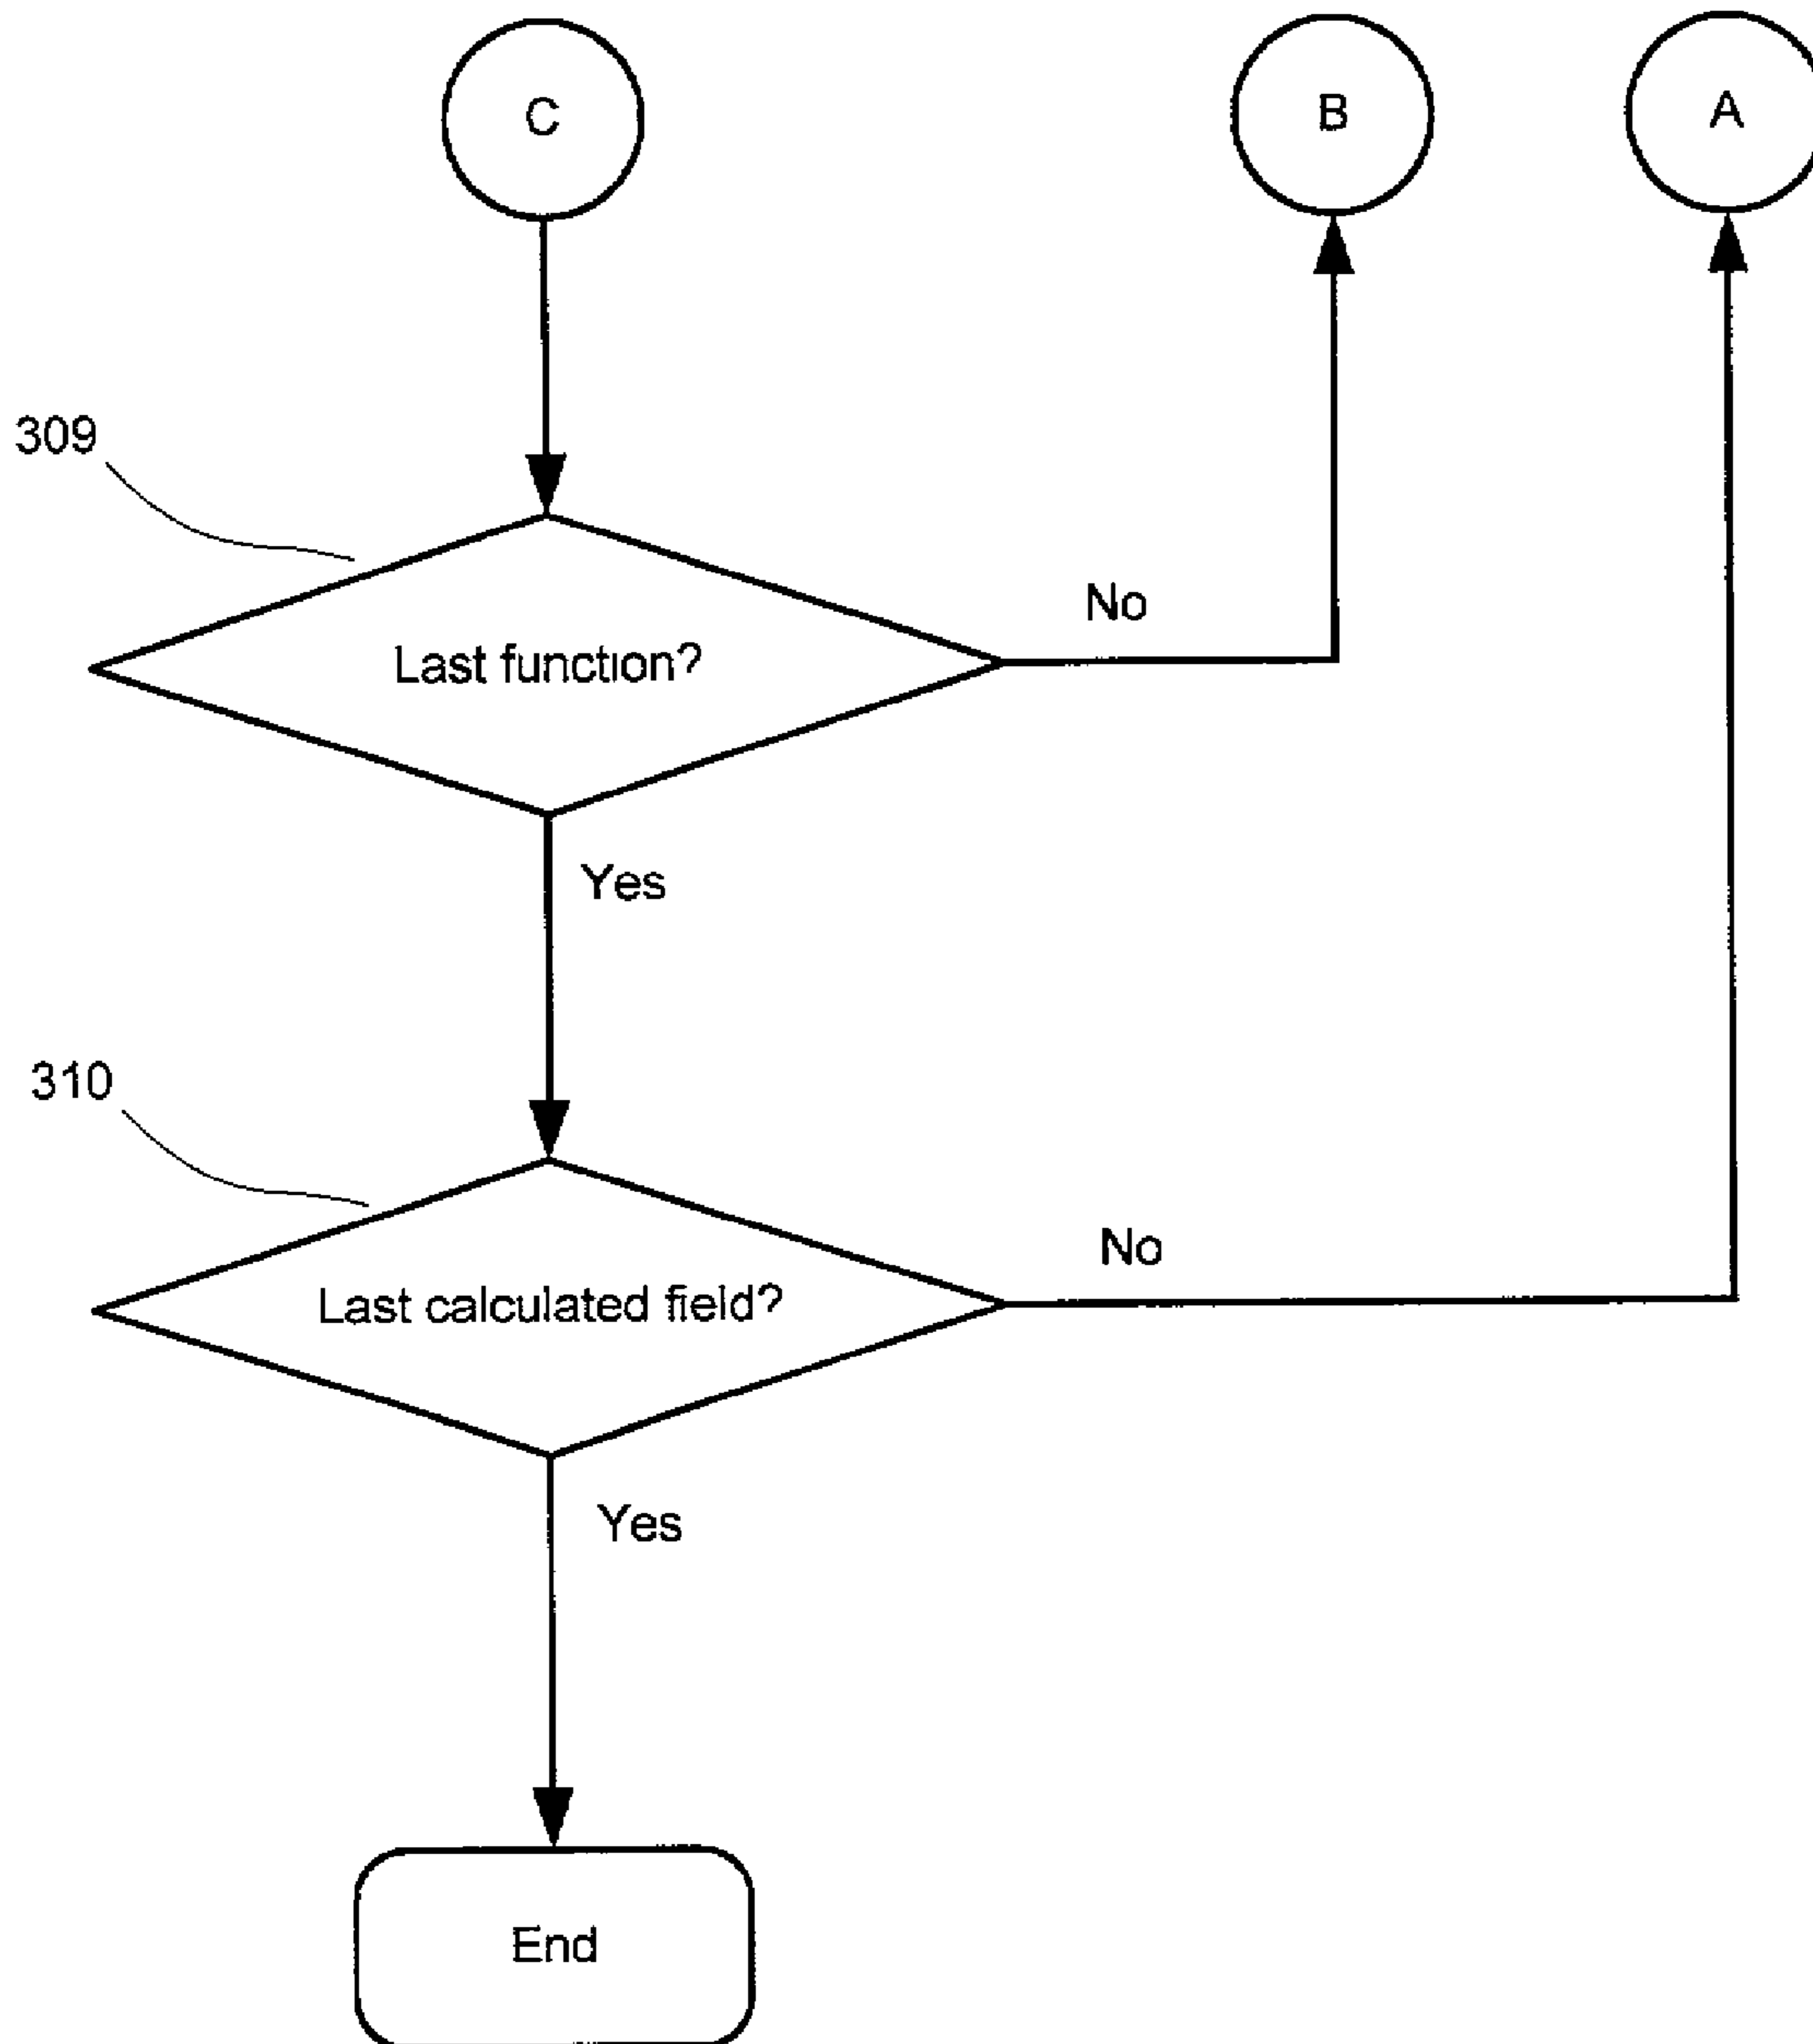 C
B
A
309
No
Last function?
Yes
310
No
Last calculated field?
Yes
End